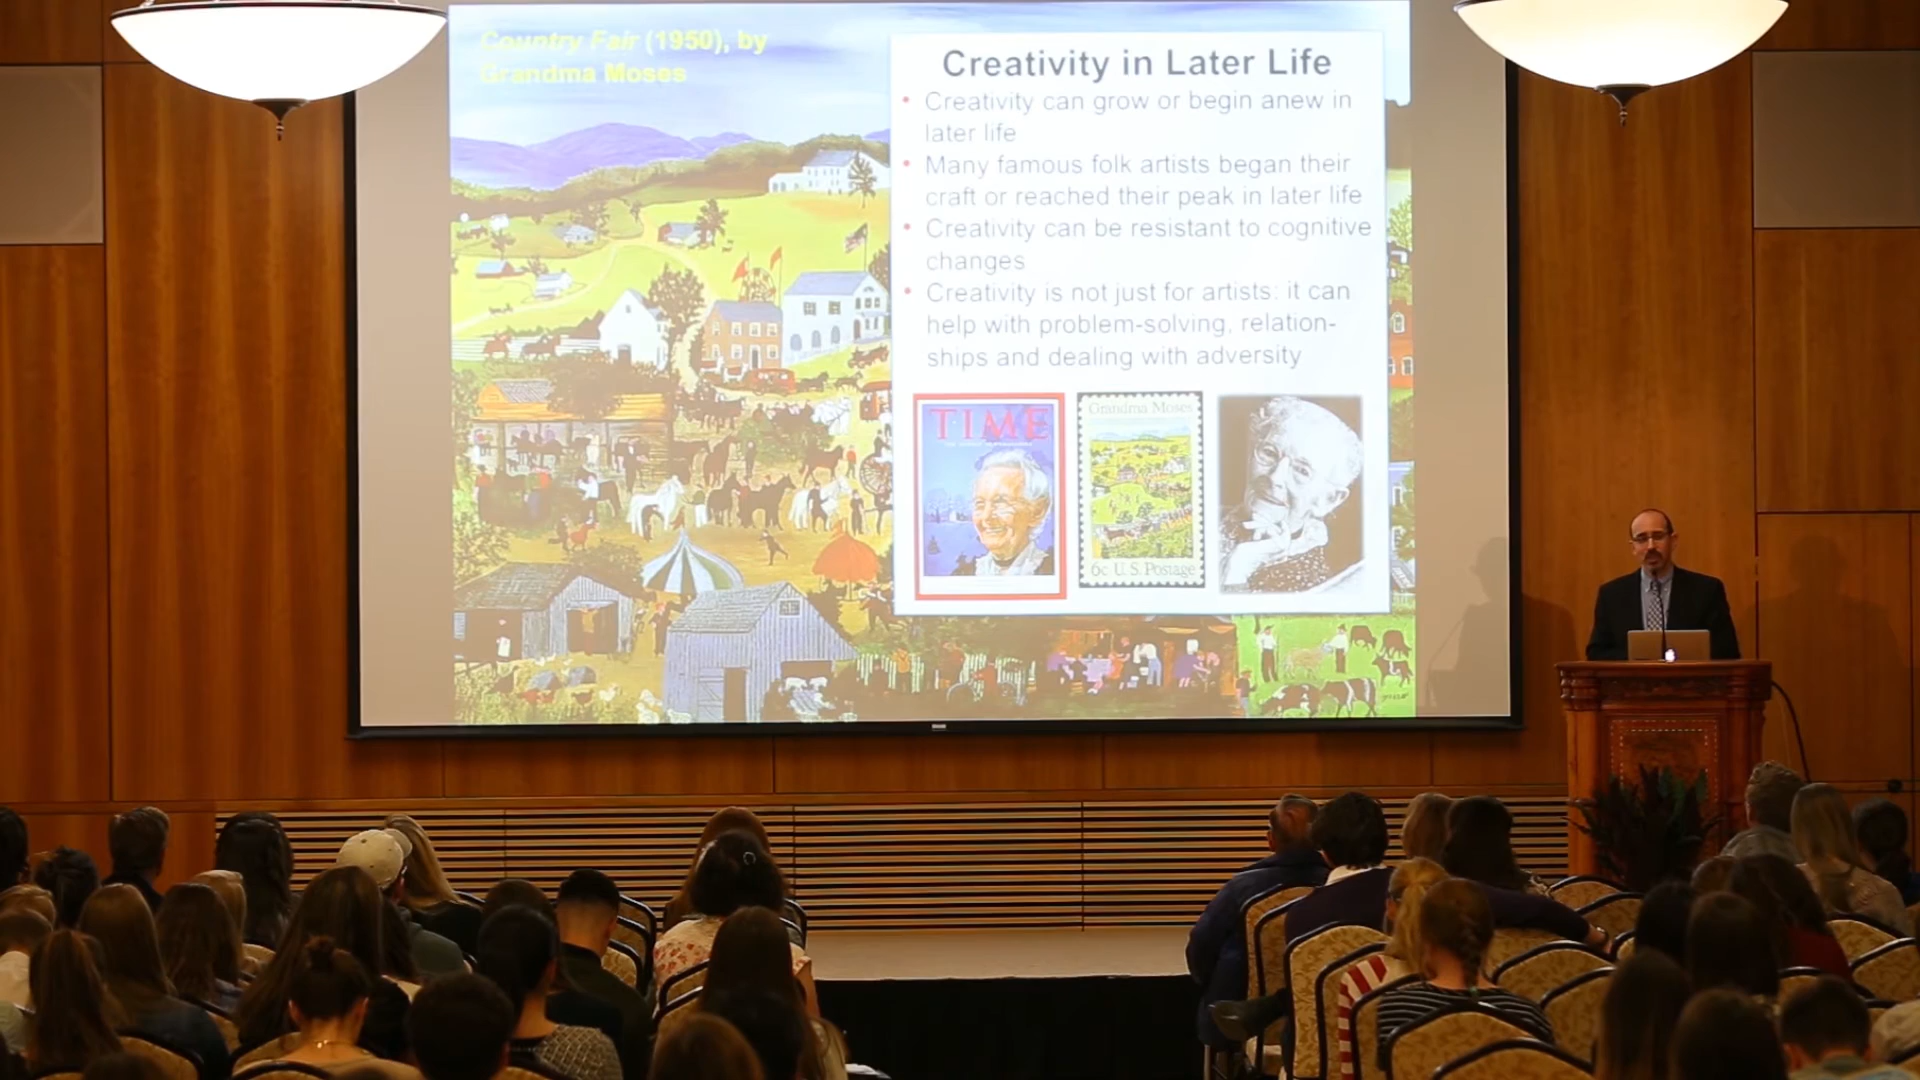 Country Fair (1950), by
Grandma Moses
Creativity in Later Life
• Creativity can grow or begin anew in
later life
• Many famous folk artists began their
craft or reached their peak in later life
• Creativity can be resistant to cognitive
changes
• Creativity is not just for artists: it can
help with problem-solving, relation-
ships and dealing with adversity
TIME
Grandma Moses
6c U.S. Postage